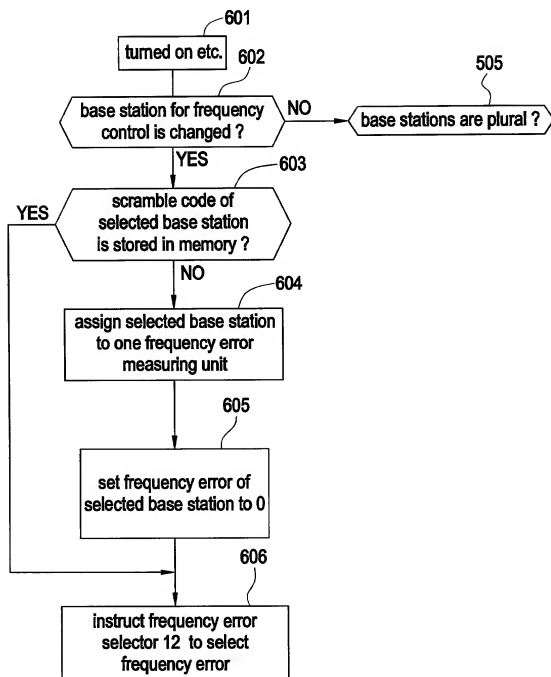 601
turned on etc.
602
base station for frequency
control is changed ?
NO
505
base stations are plural ?
YES
603
YES
scramble code of
selected base station
is stored in memory ?
NO
604
assign selected base station
to one frequency error
measuring unit
605
set frequency error of
selected base station to 0
606
instruct frequency error
selector 12 to select
frequency error